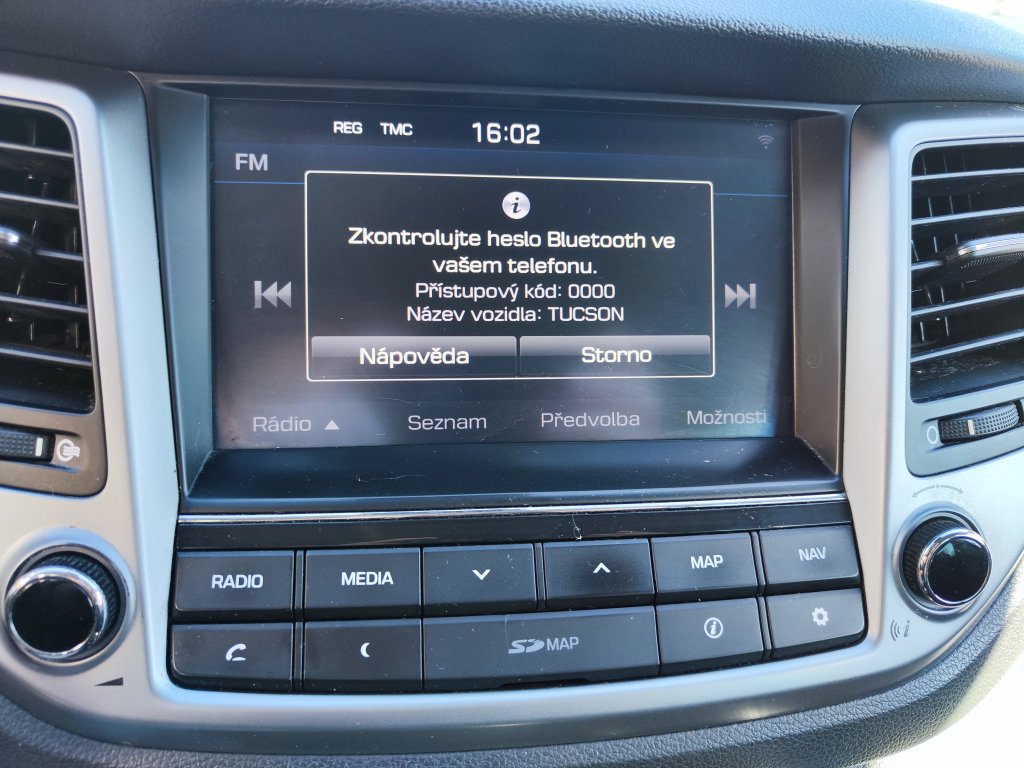 REG TMC 16:02
FM
i
Zkontrolujte heslo Bluetooth ve
vašem telefonu.
Přístupový kód: 0000
Název vozidla: TUCSON
Nápověda Storno
Rádio ▲ Seznam Předvolba Možnosti
RADIO MEDIA MAP NAV
SD MAP i